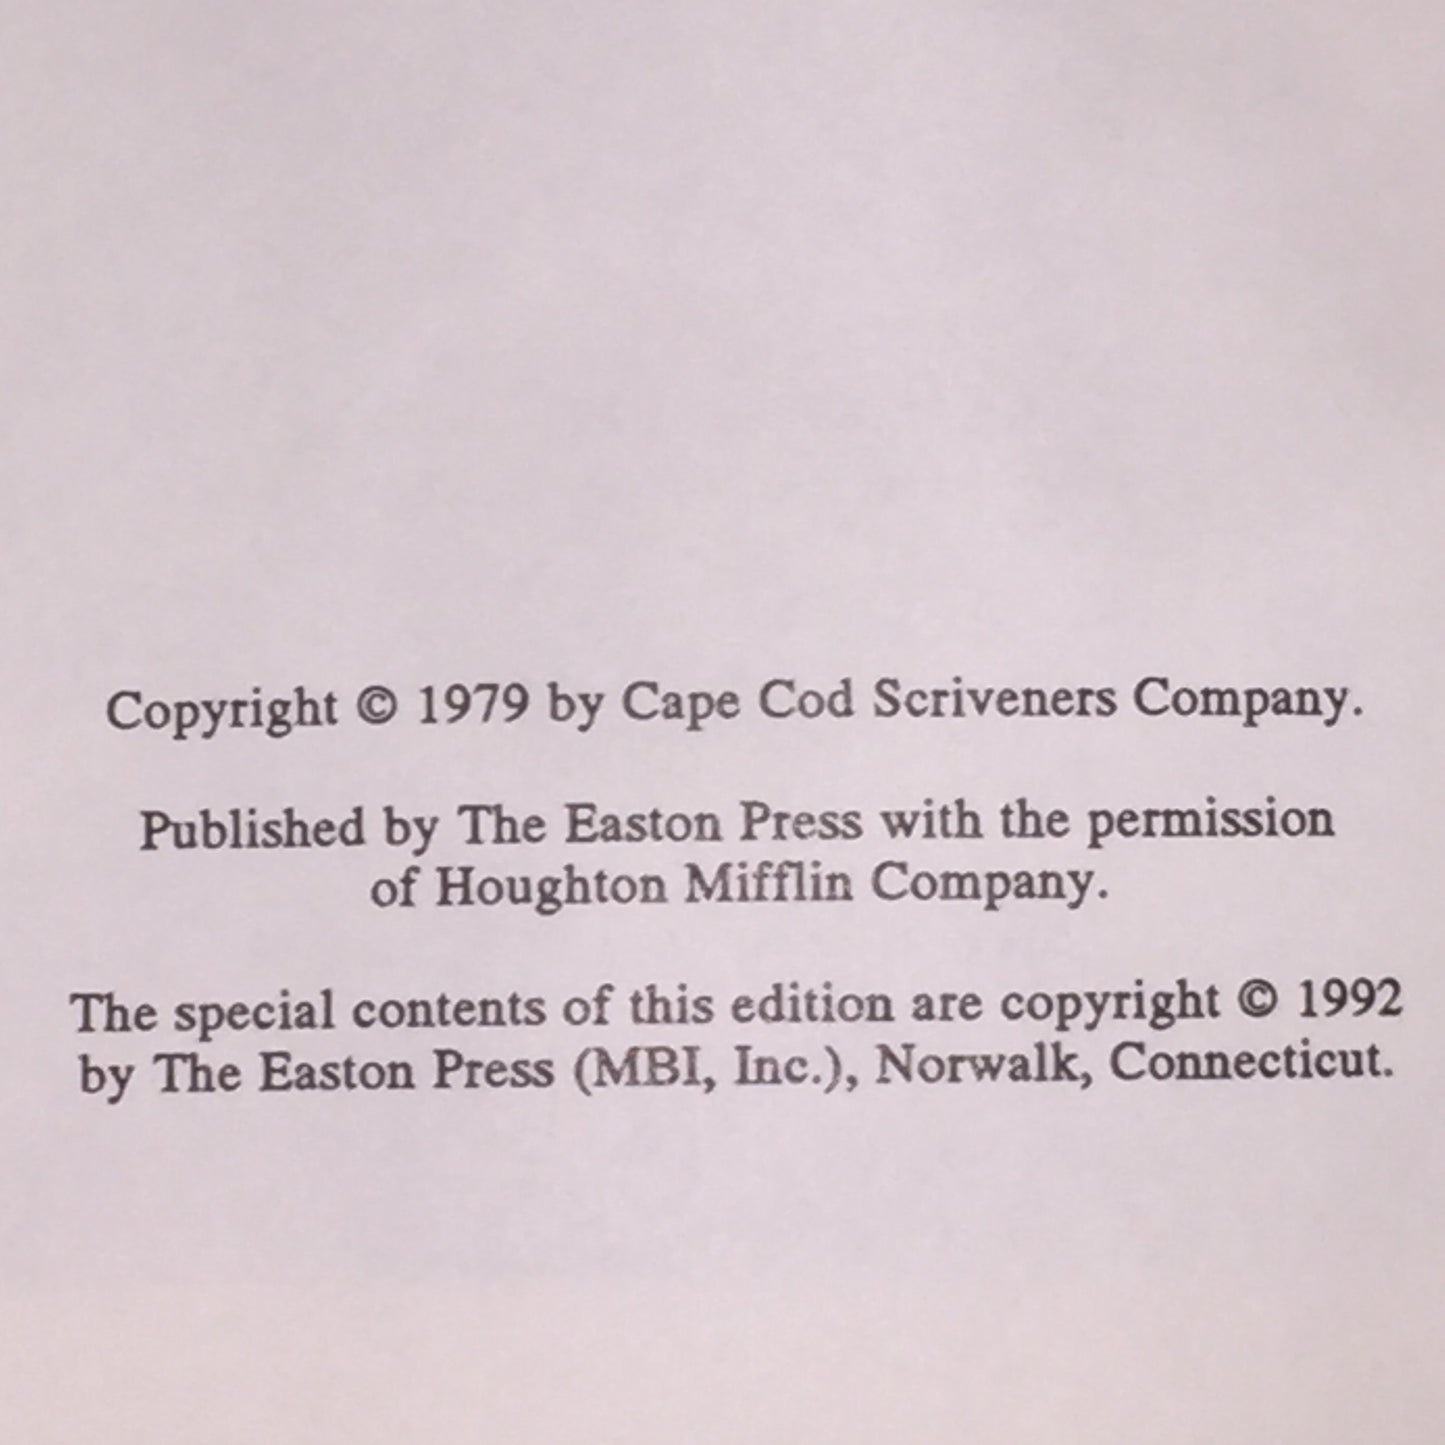 Copyright © 1979 by Cape Cod Scriveners Company.
Published by The Easton Press with the permission
of Houghton Mifflin Company.
The special contents of this edition are copyright © 1992
by The Easton Press (MBI, Inc.), Norwalk, Connecticut.